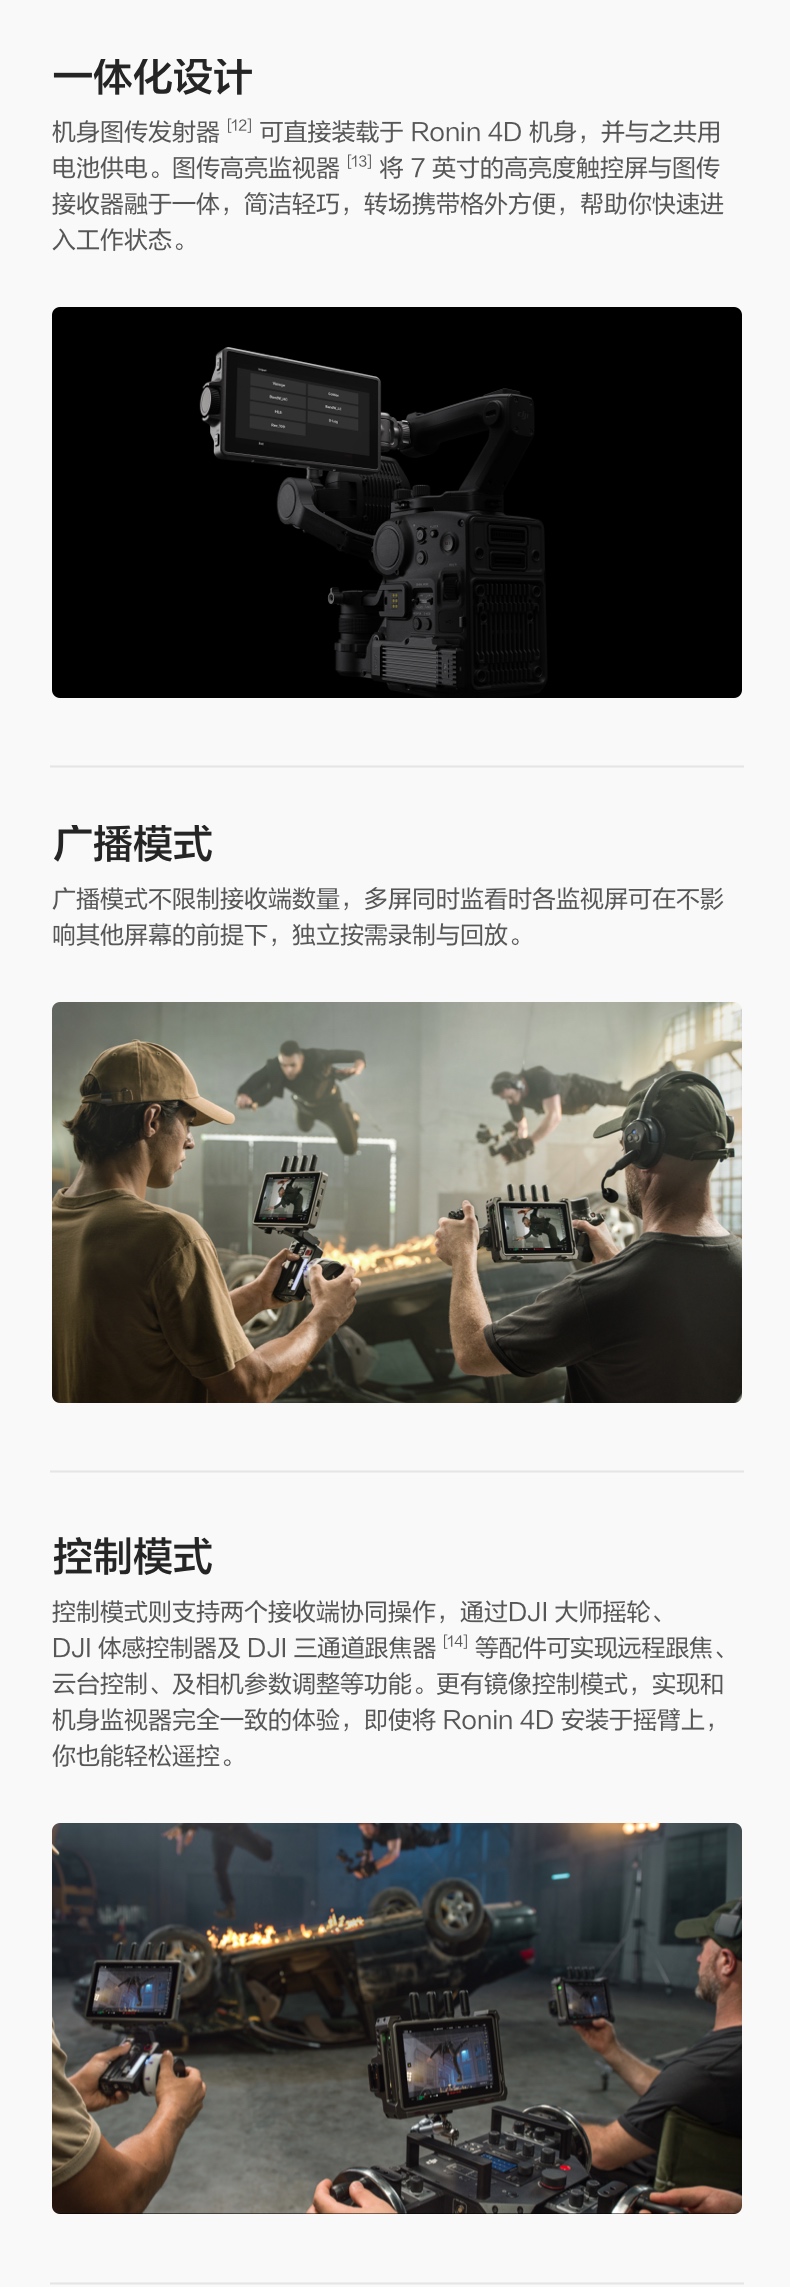 一体化设计
机身图传发射器 [12] 可直接装载于 Ronin 4D 机身，并与之共用
电池供电。图传高亮监视器 [13] 将 7 英寸的高亮度触控屏与图传
接收器融于一体，简洁轻巧，转场携带格外方便，帮助你快速进
入工作状态。
广播模式
广播模式不限制接收端数量，多屏同时监看时各监视屏可在不影
响其他屏幕的前提下，独立按需录制与回放。
控制模式
控制模式则支持两个接收端协同操作，通过DJI 大师摇轮、
DJI 体感控制器及 DJI 三通道跟焦器 [14] 等配件可实现远程跟焦、
云台控制、及相机参数调整等功能。更有镜像控制模式，实现和
机身监视器完全一致的体验，即使将 Ronin 4D 安装于摇臂上，
你也能轻松遥控。